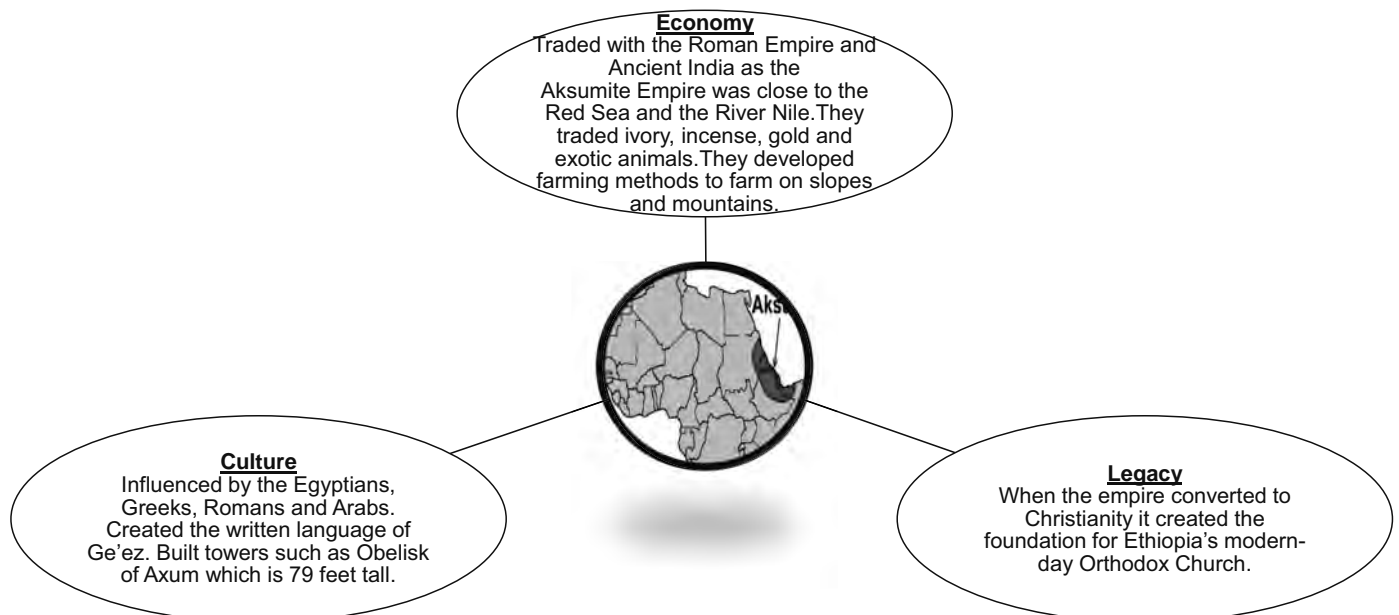 Economy
Traded with the Roman Empire and
Ancient India as the
Aksumite Empire was close to the
Red Sea and the River Nile.They
traded ivory, incense, gold and
exotic animals.They developed
farming methods to farm on slopes
and mountains.
Culture
Influenced by the Egyptians,
Greeks, Romans and Arabs.
Created the written language of
Ge’ez. Built towers such as Obelisk
of Axum which is 79 feet tall.
Legacy
When the empire converted to
Christianity it created the
foundation for Ethiopia’s modern-
day Orthodox Church.